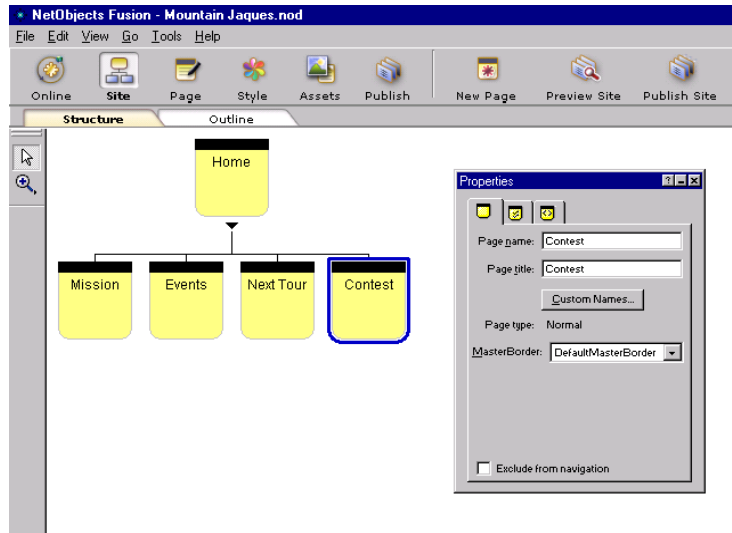 NetObjects Fusion - Mountain Jaques.nod
File Edit View Go Tools Help
Online Site Page Style Assets Publish New Page Preview Site Publish Site
Structure Outline
Home
Mission Events Next Tour Contest
Properties
Page name: Contest
Page title: Contest
Custom Names...
Page type: Normal
MasterBorder: DefaultMasterBorder
Exclude from navigation